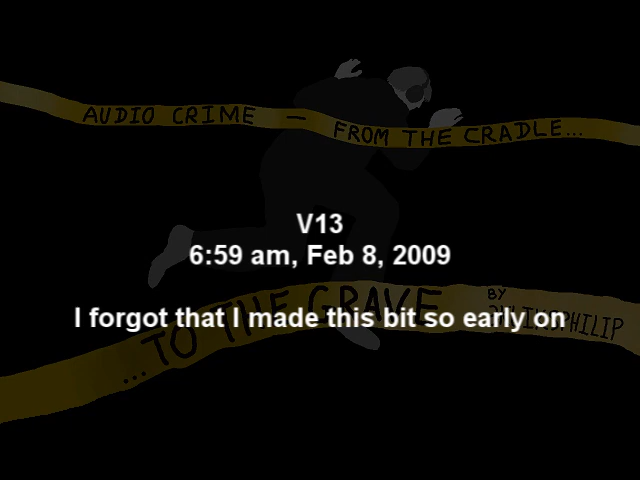 AUDIO CRIME — FROM THE CRADLE...
V13
6:59 am, Feb 8, 2009
...TO THE GRAVE
BY
I forgot that I made this bit so early on